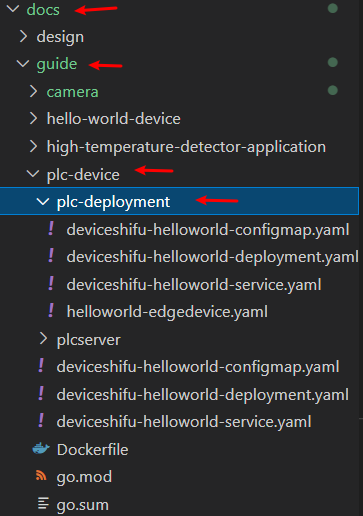 docs
design
guide
camera
hello-world-device
high-temperature-detector-application
plc-device
plc-deployment
! deviceshifu-helloworld-configmap.yaml
! deviceshifu-helloworld-deployment.yaml
! deviceshifu-helloworld-service.yaml
! helloworld-edgedevice.yaml
plcserver
! deviceshifu-helloworld-configmap.yaml
! deviceshifu-helloworld-deployment.yaml
! deviceshifu-helloworld-service.yaml
Dockerfile
go.mod
go.sum